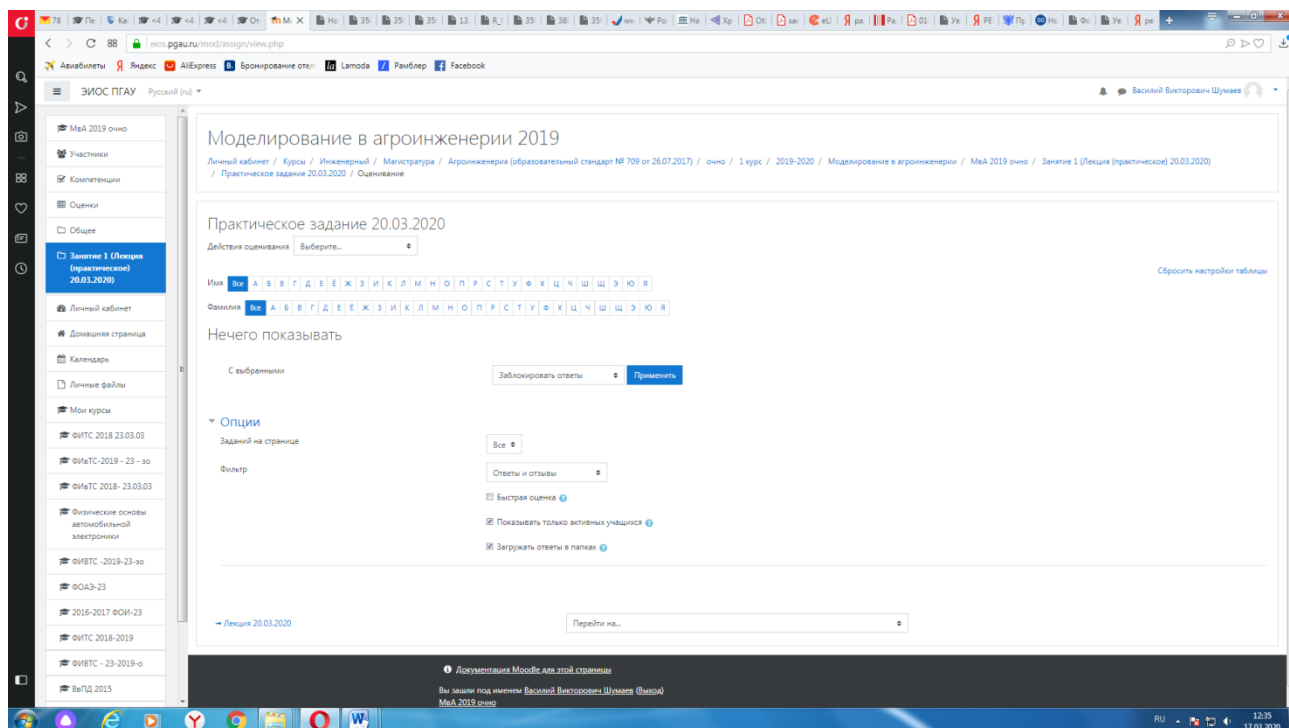 78
eios.pgau.ru/mod/assign/view.php
88
Авиабилеты Яндекс AliExpress Бронирование отел Lamoda Рамблер Facebook
ЭИОС ПГАУ Русский (ru)
Василий Викторович Шумаев
МвА 2019 очно
Участники
Компетенции
Оценки
Общее
Занятие 1 (Лекция
(практическое)
20.03.2020)
Личный кабинет
Домашняя страница
Календарь
Личные файлы
Мои курсы
ФИТС 2018 23.03.03
ФИвТС-2019 - 23 - зо
ФИвТС 2018- 23.03.03
Физические основы
автомобильной
электроники
ФИВТС -2019-23-зо
ФОАЭ-23
2016-2017 ФОИ-23
ФИТС 2018-2019
ФИВТС - 23-2019-о
ВвПД 2015
Моделирование в агроинженерии 2019
Личный кабинет / Курсы / Инженерный / Магистратура / Агроинженерия (образовательный стандарт № 709 от 26.07.2017) / очно / 1 курс / 2019-2020 / Моделирование в агроинженерии / МвА 2019 очно / Занятие 1 (Лекция (практическое) 20.03.2020)
/ Практическое задание 20.03.2020 / Оценивание
Практическое задание 20.03.2020
Действия оценивания Выберите...
Сбросить настройки таблицы
Имя Все А Б В Г Д Е Ё Ж З И К Л М Н О П Р С Т У Ф Х Ц Ч Ш Щ Э Ю Я
Фамилия Все А Б В Г Д Е Ё Ж З И К Л М Н О П Р С Т У Ф Х Ц Ч Ш Щ Э Ю Я
Нечего показывать
С выбранными Заблокировать ответы Применить
Опции
Заданий на странице Все
Фильтр Ответы и отзывы
Быстрая оценка
Показывать только активных учащихся
Загружать ответы в папках
Лекция 20.03.2020 Перейти на...
Документация Moodle для этой страницы
Вы зашли под именем Василий Викторович Шумаев (Выход)
МвА 2019 очно
RU 12:35
17.03.2020